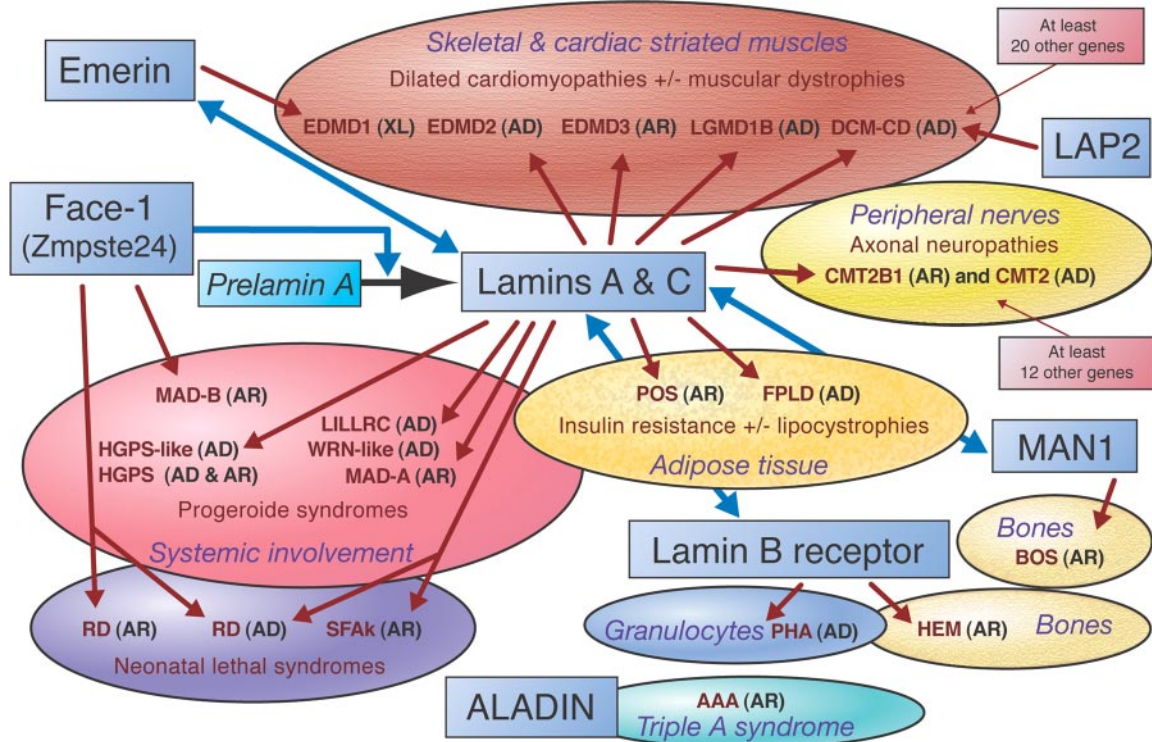 Skeletal & cardiac striated muscles
Dilated cardiomyopathies +/- muscular dystrophies
EDMD1 (XL) EDMD2 (AD) EDMD3 (AR) LGMD1B (AD) DCM-CD (AD)
At least
20 other genes
Emerin
LAP2
Face-1
(Zmpste24)
Prelamin A
Lamins A & C
Peripheral nerves
Axonal neuropathies
CMT2B1 (AR) and CMT2 (AD)
At least
12 other genes
MAD-B (AR)
LILLRC (AD)
HGPS-like (AD) WRN-like (AD)
HGPS (AD & AR) MAD-A (AR)
Progeroide syndromes
Systemic involvement
POS (AR) FPLD (AD)
Insulin resistance +/- lipocystrophies
Adipose tissue
MAN1
Bones
BOS (AR)
Lamin B receptor
RD (AR) RD (AD) SFAk (AR)
Neonatal lethal syndromes
Granulocytes PHA (AD)
HEM (AR) Bones
ALADIN
AAA (AR)
Triple A syndrome